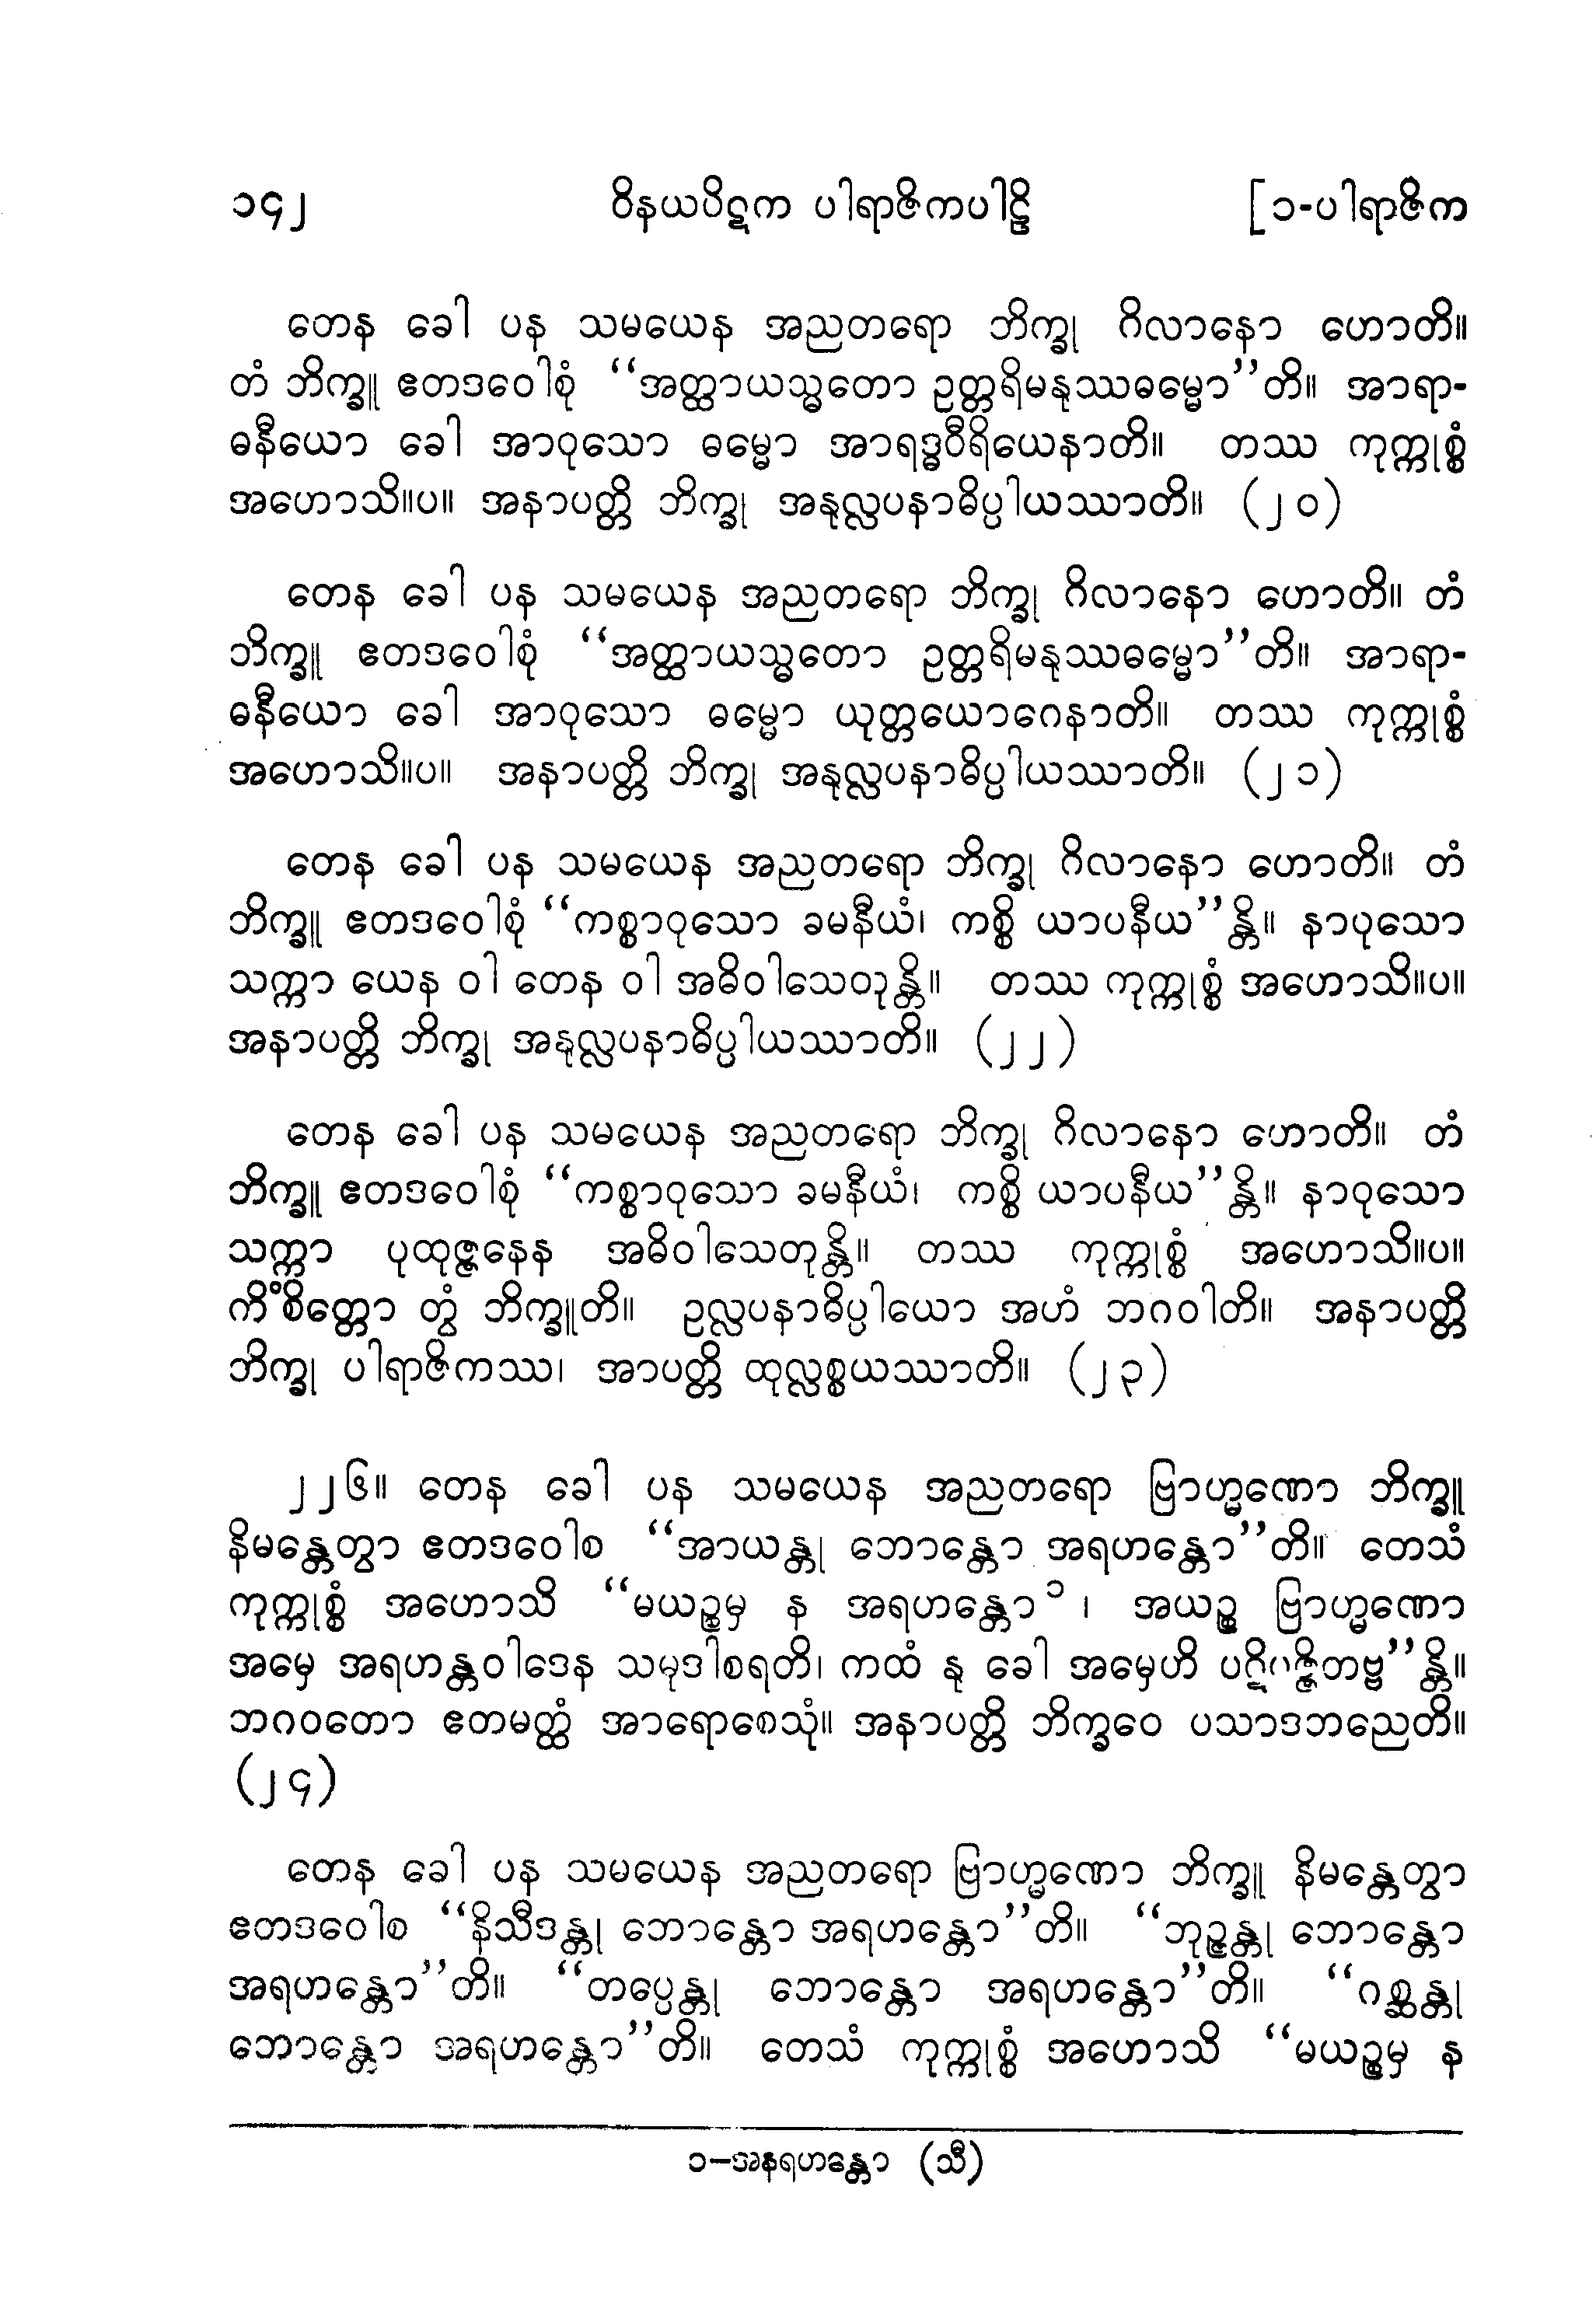 ၁၄၂ ဝိနယပိဋက ပါရာဇိကပါဠိ [၁-ပါရာဇိက
တေန ခေါ ပန သမယေန အညတရော ဘိက္ခု ဂိလာနော ဟောတိ။
တံ ဘိက္ခူ ဧတဒဝေါစုံ “အတ္ထာယသ္မတော ဥတ္တရိမနုဿဓမ္မော”တိ။ အာရာ-
ဓနီယော ခေါ အာဝုသော ဓမ္မော အာရဒ္ဓဝီရိယေနာတိ။ တဿ ကုက္ကုစ္စံ
အဟောသိ။ပ။ အနာပတ္တိ ဘိက္ခု အနုလ္လပနာဓိပ္ပါယဿာတိ။ (၂၀)
တေန ခေါ ပန သမယေန အညတရော ဘိက္ခု ဂိလာနော ဟောတိ။ တံ
ဘိက္ခူ ဧတဒဝေါစုံ “အတ္ထာယသ္မတော ဥတ္တရိမနုဿဓမ္မော”တိ။ အာရာ-
ဓနီယော ခေါ အာဝုသော ဓမ္မော ယုတ္တယောဂေနာတိ။ တဿ ကုက္ကုစ္စံ
အဟောသိ။ပ။ အနာပတ္တိ ဘိက္ခု အနုလ္လပနာဓိပ္ပါယဿာတိ။ (၂၁)
တေန ခေါ ပန သမယေန အညတရော ဘိက္ခု ဂိလာနော ဟောတိ။ တံ
ဘိက္ခူ ဧတဒဝေါစုံ “ကစ္စာဝုသော ခမနီယံ၊ ကစ္စိ ယာပနီယ”န္တိ။ နာပုသော
သက္ကာ ယေန ဝါ တေန ဝါ အဓိဝါသေတုန္တိ။ တဿ ကုက္ကုစ္စံ အဟောသိ။ပ။
အနာပတ္တိ ဘိက္ခု အနုလ္လပနာဓိပ္ပါယဿာတိ။ (၂၂)
တေန ခေါ ပန သမယေန အညတရော ဘိက္ခု ဂိလာနော ဟောတိ။ တံ
ဘိက္ခူ ဧတဒဝေါစုံ “ကစ္စာဝုသော ခမနီယံ၊ ကစ္စိ ယာပနီယ”န္တိ။ နာဝုသော
သက္ကာ ပုထုဇ္ဇနေန အဓိဝါသေတုန္တိ။ တဿ ကုက္ကုစ္စံ အဟောသိ။ပ။
ကိံစိတ္တော တွံ ဘိက္ခူတိ။ ဥလ္လပနာဓိပ္ပါယော အဟံ ဘဂဝါတိ။ အနာပတ္တိ
ဘိက္ခု ပါရာဇိကဿ၊ အာပတ္တိ ထုလ္လစ္စယဿာတိ။ (၂၃)
၂၂၆။ တေန ခေါ ပန သမယေန အညတရော ဗြာဟ္မဏော ဘိက္ခူ
နိမန္တေတွာ ဧတဒဝေါစ “အာယန္တု ဘောန္တော အရဟန္တော”တိ။ တေသံ
ကုက္ကုစ္စံ အဟောသိ “မယဉ္စမှ န အရဟန္တော၁၊ အယဉ္စ ဗြာဟ္မဏော
အမှေ အရဟန္တဝါဒေန သမုဒါစရတိ၊ ကထံ နု ခေါ အမှေဟိ ပဋိပဇ္ဇိတဗ္ဗ”န္တိ။
ဘဂဝတော ဧတမတ္ထံ အာရောစေသုံ။ အနာပတ္တိ ဘိက္ခဝေ ပသာဒဘညေတိ။
(၂၄)
တေန ခေါ ပန သမယေန အညတရော ဗြာဟ္မဏော ဘိက္ခူ နိမန္တေတွာ
ဧတဒဝေါစ “နိသီဒန္တု ဘောန္တော အရဟန္တော”တိ။ “ဘုဉ္ဇန္တု ဘောန္တော
အရဟန္တော”တိ။ “တပ္ပေန္တု ဘောန္တော အရဟန္တော”တိ။ “ဂစ္ဆန္တု
ဘောန္တော အရဟန္တော”တိ။ တေသံ ကုက္ကုစ္စံ အဟောသိ “မယဉ္စမှ န
၁–အနရဟန္တော (သီ)